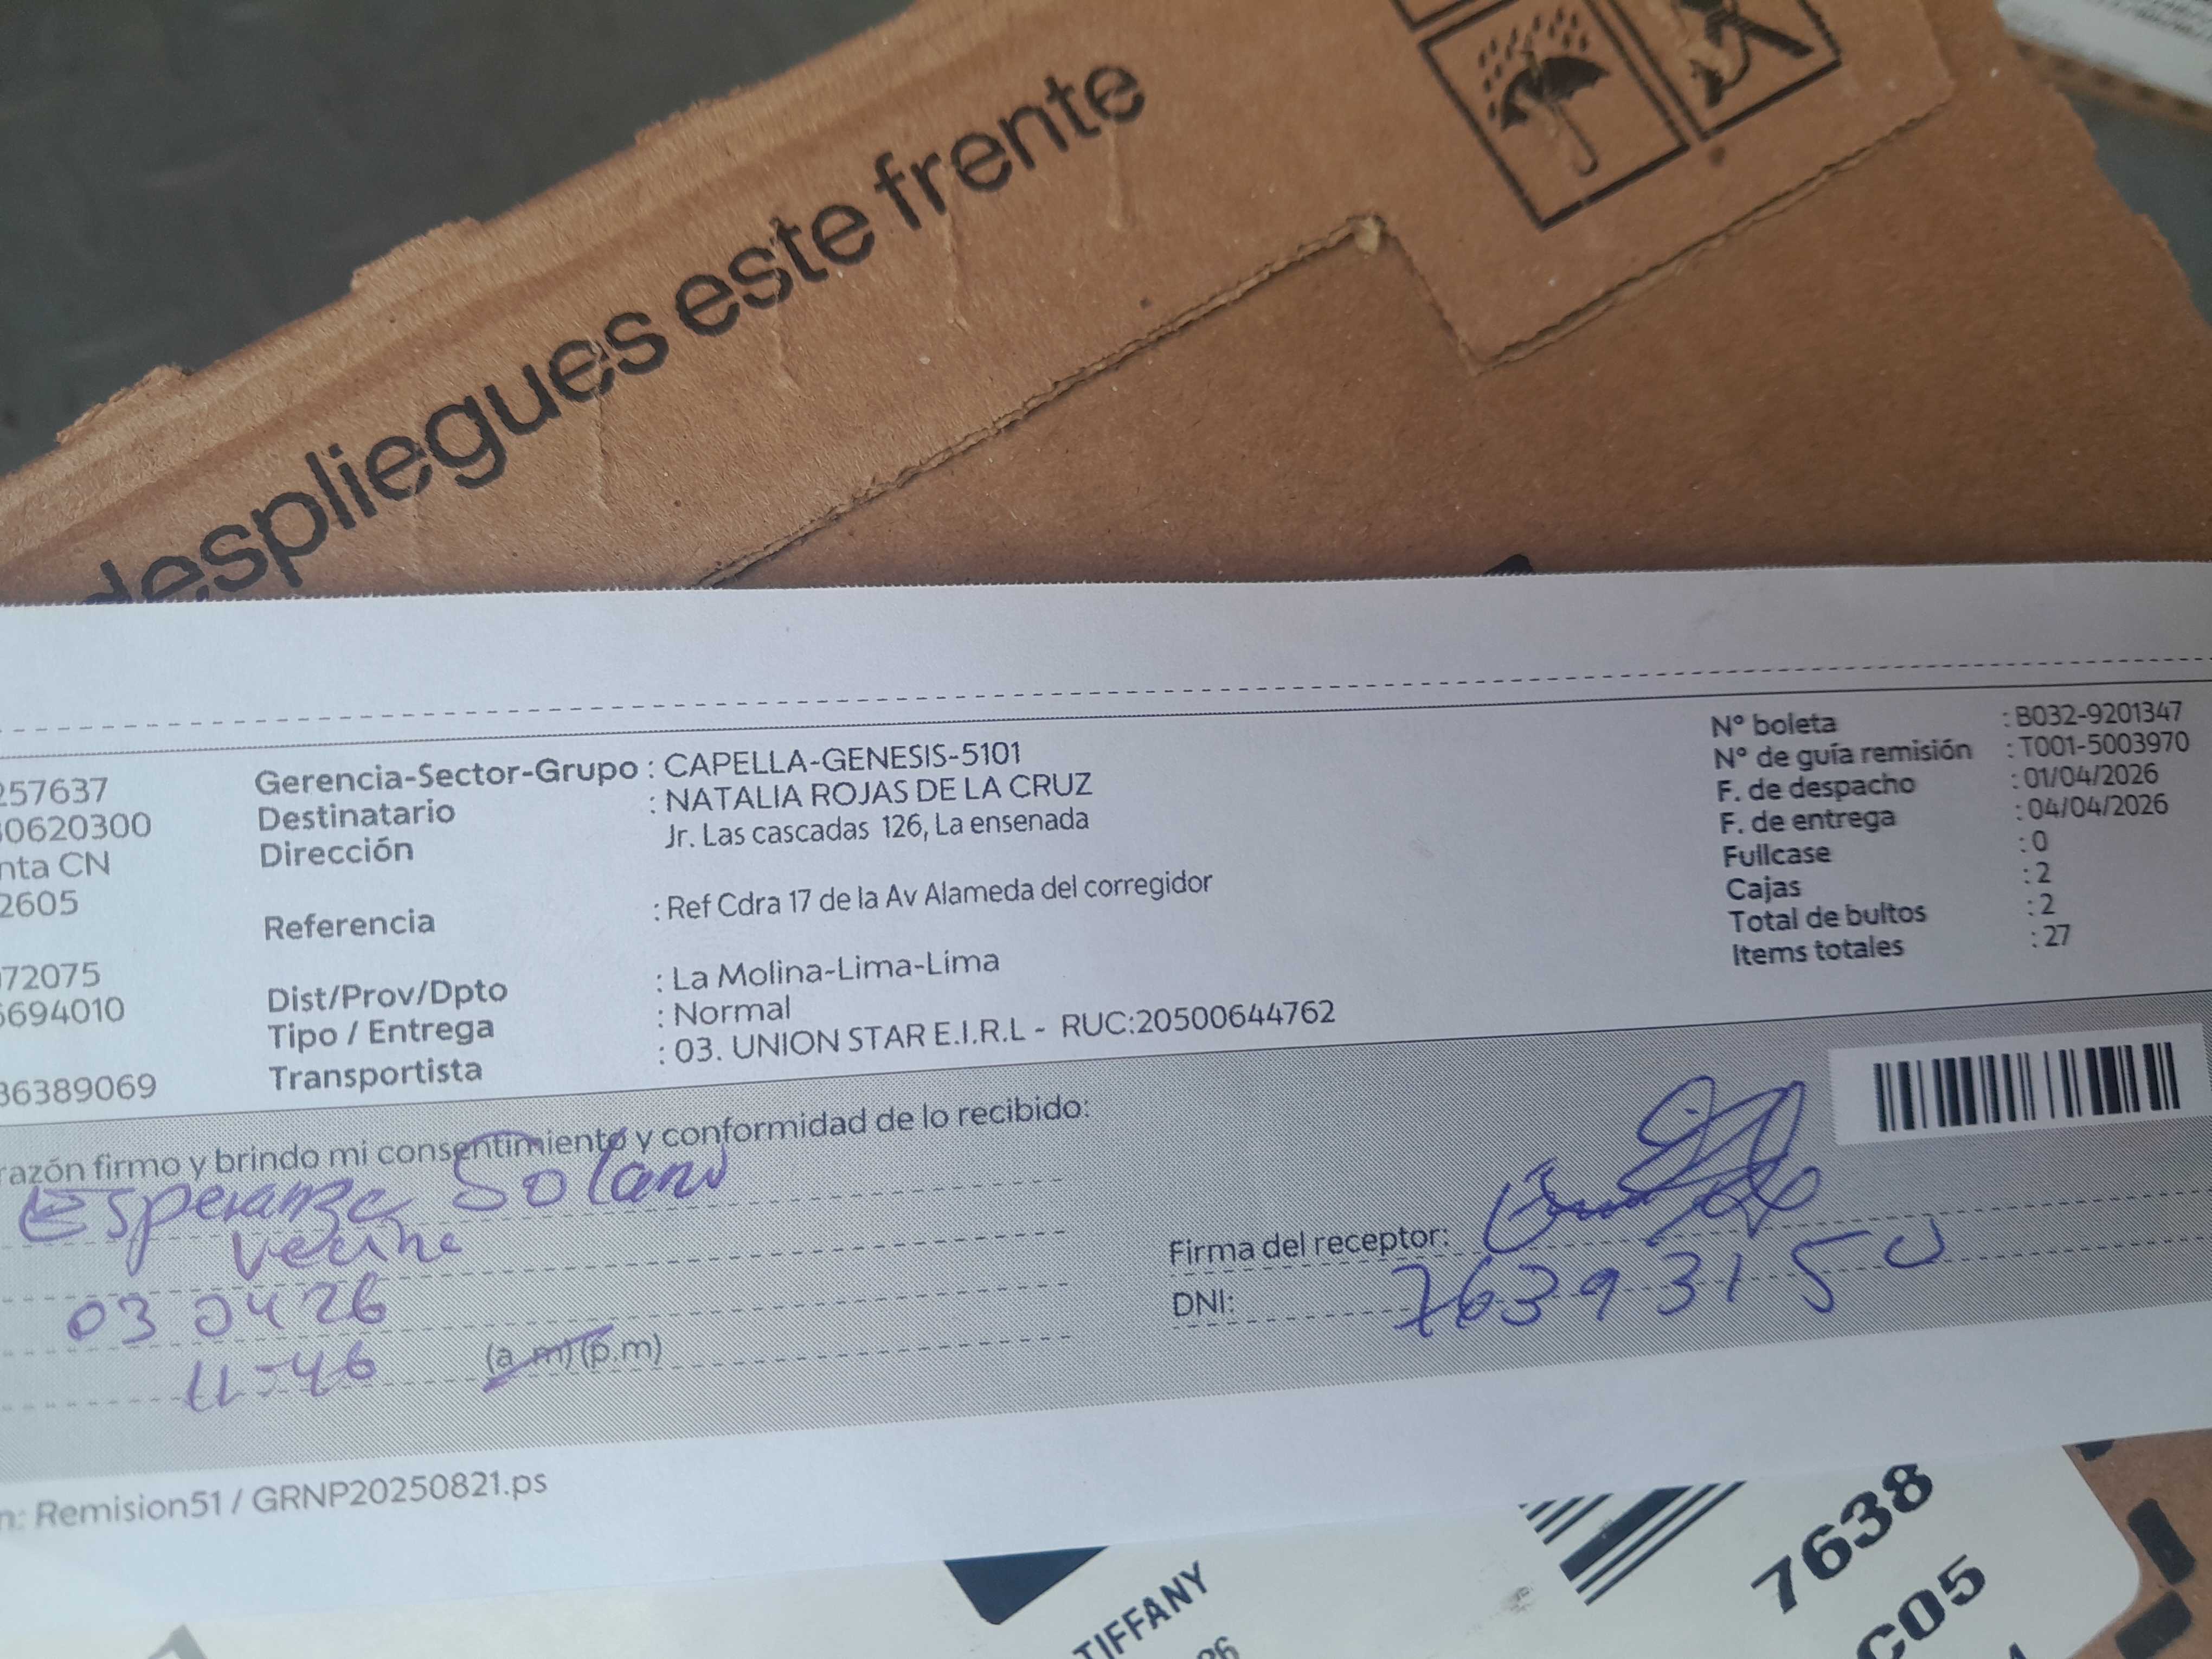 despliegues este frente
257637
30620300
nta CN
2605
072075
5694010
36389069
Gerencia-Sector-Grupo : CAPELLA-GENESIS-5101
Destinatario : NATALIA ROJAS DE LA CRUZ
Dirección Jr. Las cascadas 126, La ensenada
Referencia : Ref Cdra 17 de la Av Alameda del corregidor
Dist/Prov/Dpto : La Molina-Lima-Lima
Tipo / Entrega : Normal
Transportista : 03. UNION STAR E.I.R.L - RUC:20500644762
N° boleta : B032-9201347
N° de guía remisión : T001-5003970
F. de despacho : 01/04/2026
F. de entrega : 04/04/2026
Fullcase : 0
Cajas : 2
Total de bultos : 2
Items totales : 27
razón firmo y brindo mi consentimiento y conformidad de lo recibido:
Esperanza Solano
Vecina
03 04 26
11-46 (a.m) (p.m)
Firma del receptor:
DNI: 76393150
n: Remision51 / GRNP20250821.ps
TIFFANY
7638
C05